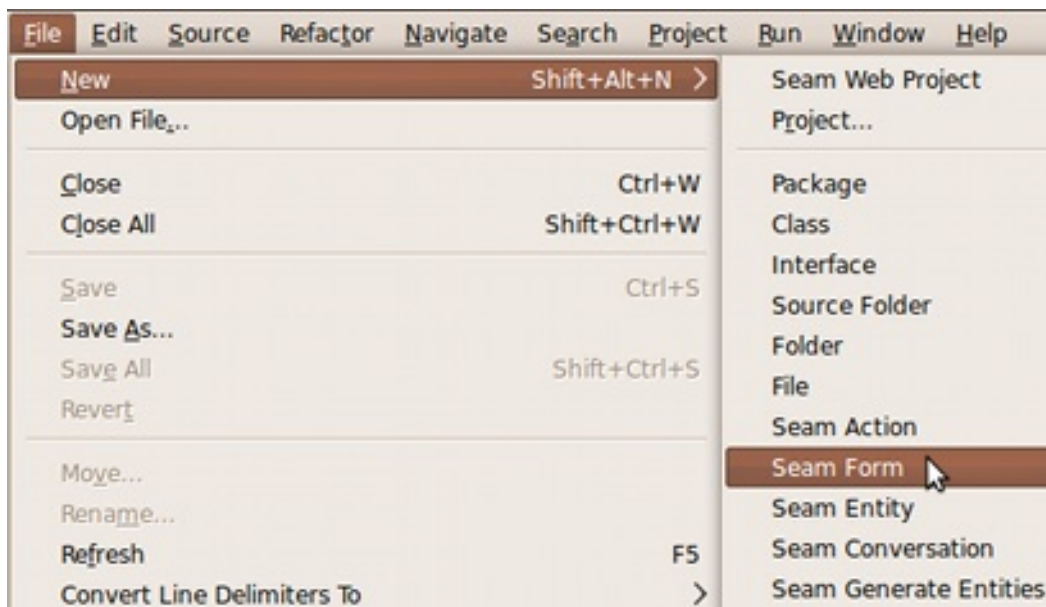 File Edit Source Refactor Navigate Search Project Run Window Help
New Shift+Alt+N
Open File...
Close Ctrl+W
Close All Shift+Ctrl+W
Save Ctrl+S
Save As...
Save All Shift+Ctrl+S
Revert
Move...
Rename...
Refresh F5
Convert Line Delimiters To
Seam Web Project
Project...
Package
Class
Interface
Source Folder
Folder
File
Seam Action
Seam Form
Seam Entity
Seam Conversation
Seam Generate Entities